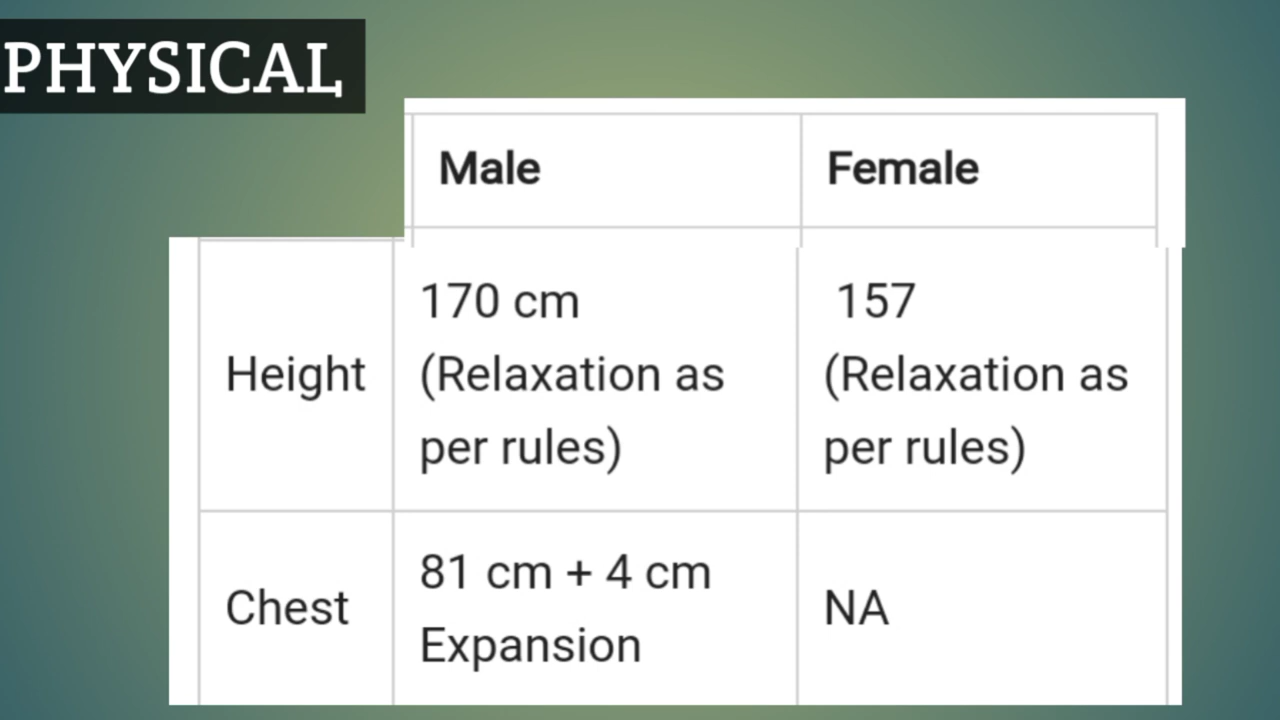 PHYSICAL
Male Female
170 cm 157
Height (Relaxation as (Relaxation as
per rules) per rules)
81 cm + 4 cm
Chest NA
Expansion